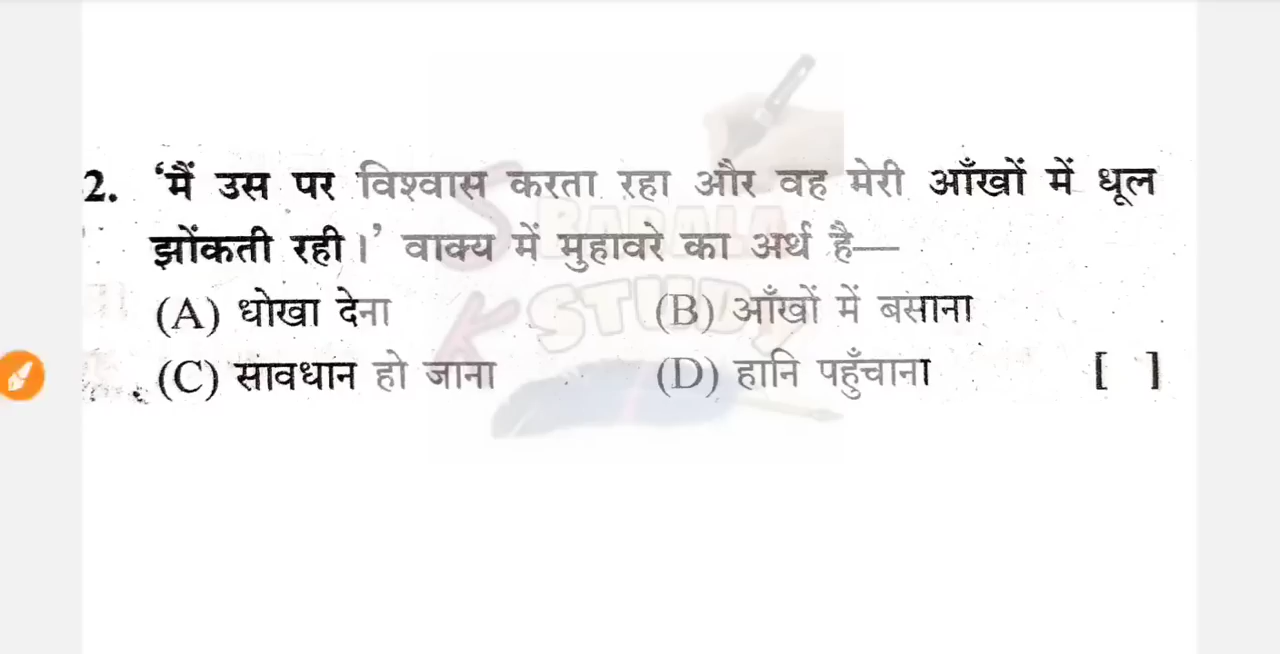 2. ‘मैं उस पर विश्वास करता रहा और वह मेरी आँखों में धूल
झोंकती रही।’ वाक्य में मुहावरे का अर्थ है—
(A) धोखा देना (B) आँखों में बसाना
(C) सावधान हो जाना (D) हानि पहुँचाना [ ]